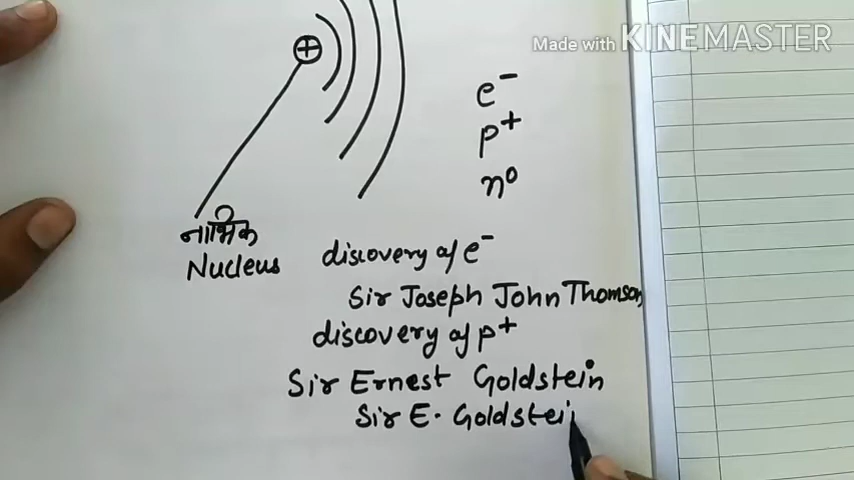 Made with KINEMASTER
e⁻
p⁺
n⁰
नाभिक
Nucleus
discovery of e⁻
Sir Joseph John Thomson
discovery of p⁺
Sir Ernest Goldstein
Sir E. Goldstei